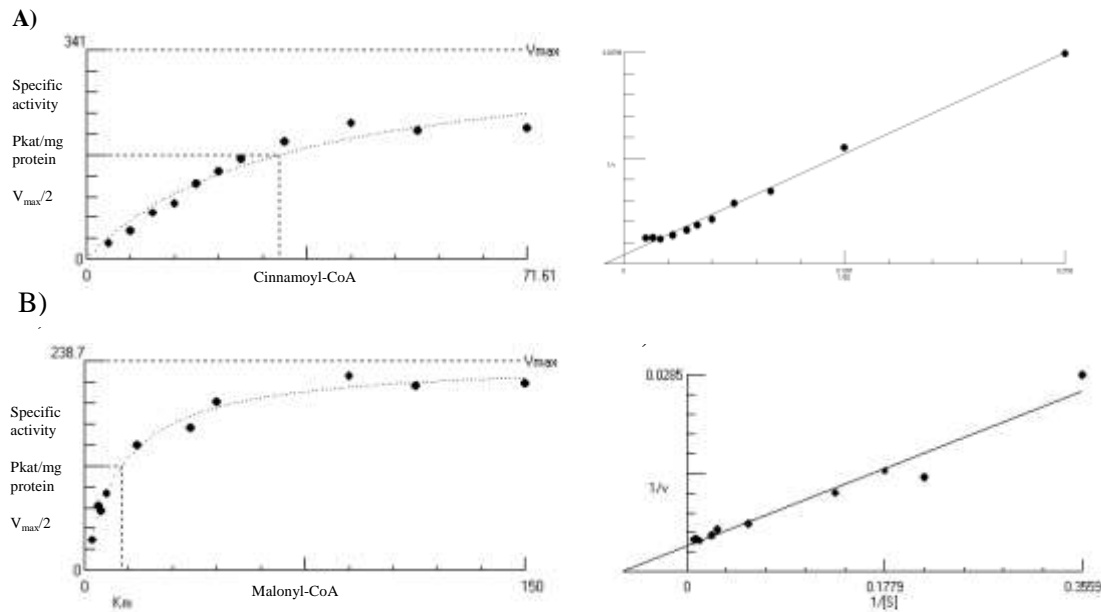 A)
341
Vmax
Specific
activity
Pkat/mg
protein
Vmax/2
0
Cinnamoyl-CoA
71.61
1/v
0
B)
238.7
Vmax
Specific
activity
Pkat/mg
protein
Vmax/2
0
Km
Malonyl-CoA
150
0.0285
1/v
0
0.1779
1/[S]
0.3559